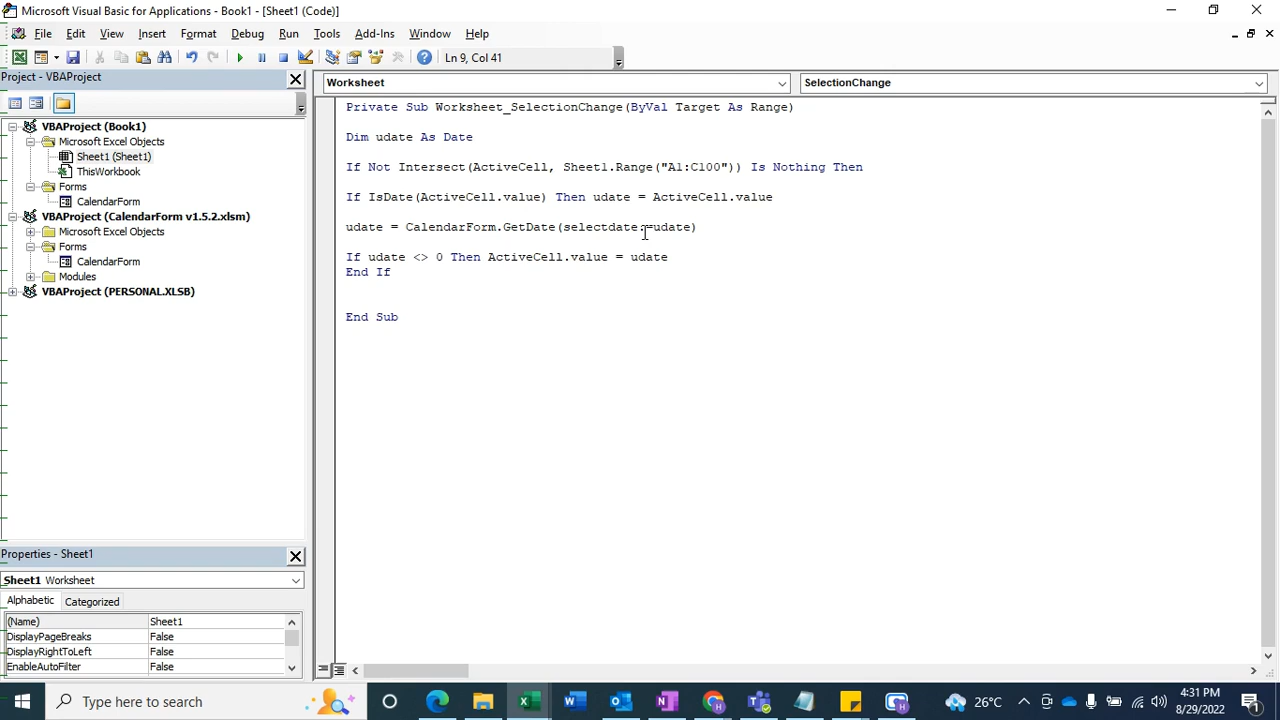 Microsoft Visual Basic for Applications - Book1 - [Sheet1 (Code)]
File Edit View Insert Format Debug Run Tools Add-Ins Window Help
Ln 9, Col 41
Project - VBAProject
Worksheet
SelectionChange
VBAProject (Book1)
Microsoft Excel Objects
Sheet1 (Sheet1)
ThisWorkbook
Forms
CalendarForm
VBAProject (CalendarForm v1.5.2.xlsm)
Microsoft Excel Objects
Forms
CalendarForm
Modules
VBAProject (PERSONAL.XLSB)
Private Sub Worksheet_SelectionChange(ByVal Target As Range)
Dim udate As Date
If Not Intersect(ActiveCell, Sheet1.Range("A1:C100")) Is Nothing Then
If IsDate(ActiveCell.value) Then udate = ActiveCell.value
udate = CalendarForm.GetDate(selectdate:=udate)
If udate <> 0 Then ActiveCell.value = udate
End If
End Sub
Properties - Sheet1
Sheet1 Worksheet
Alphabetic Categorized
(Name) Sheet1
DisplayPageBreaks False
DisplayRightToLeft False
EnableAutoFilter False
Type here to search
26°C
4:31 PM
8/29/2022